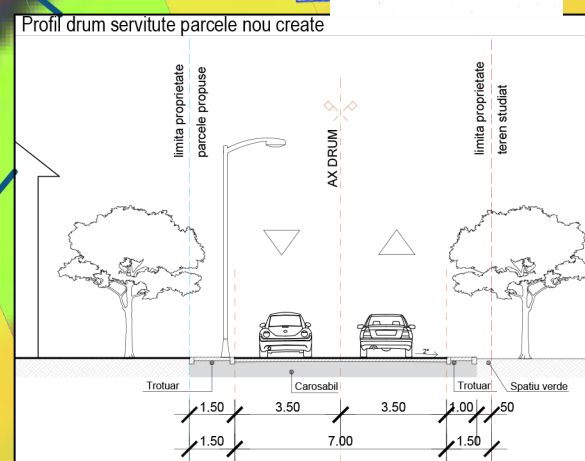 Profil drum servitute parcele nou create
limita proprietate
parcele propuse
AX DRUM
limita proprietate
teren studiat
Trotuar
Carosabil
Trotuar
Spatiu verde
1.50
3.50
3.50
1.00
50
1.50
7.00
1.50